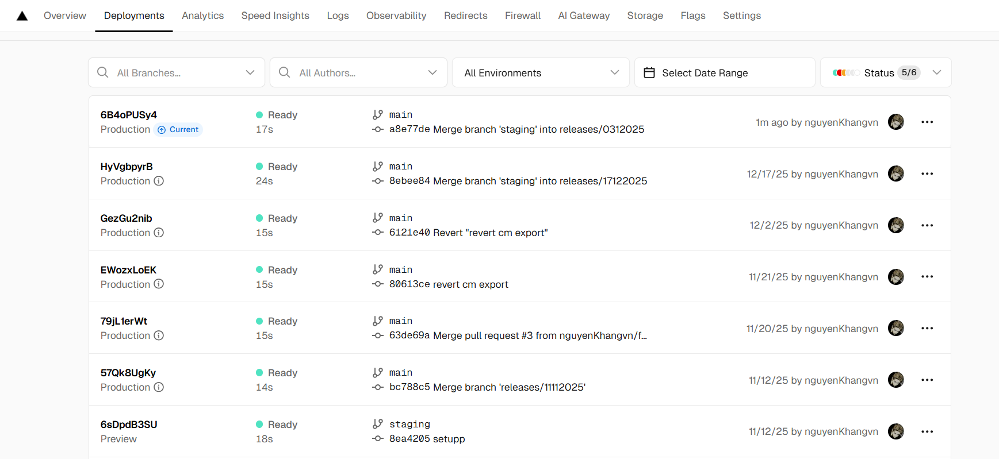 Overview Deployments Analytics Speed Insights Logs Observability Redirects Firewall AI Gateway Storage Flags Settings
All Branches... All Authors... All Environments Select Date Range Status 5/6
6B4oPUSy4 Ready main
Production Current 17s a8e77de Merge branch 'staging' into releases/0312025 1m ago by nguyenKhangvn
HyVgbpyrB Ready main
Production 24s 8ebee84 Merge branch 'staging' into releases/17122025 12/17/25 by nguyenKhangvn
GezGu2nib Ready main
Production 15s 6121e40 Revert "revert cm export" 12/2/25 by nguyenKhangvn
EWozxLoEK Ready main
Production 15s 80613ce revert cm export 11/21/25 by nguyenKhangvn
79jL1erWt Ready main
Production 15s 63de69a Merge pull request #3 from nguyenKhangvn/f... 11/20/25 by nguyenKhangvn
57Qk8UgKy Ready main
Production 14s bc788c5 Merge branch 'releases/11112025' 11/12/25 by nguyenKhangvn
6sDpdB3SU Ready staging
Preview 18s 8ea4205 setupp 11/12/25 by nguyenKhangvn